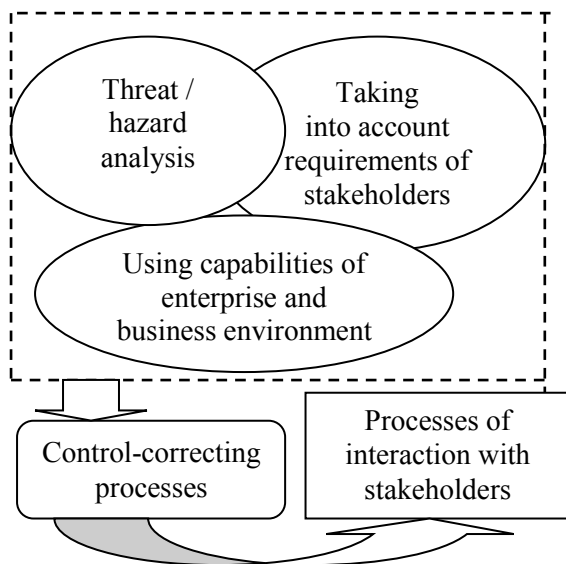 Threat /
hazard
analysis
Taking
into account
requirements of
stakeholders
Using capabilities of
enterprise and
business environment
Control-correcting
processes
Processes of
interaction with
stakeholders